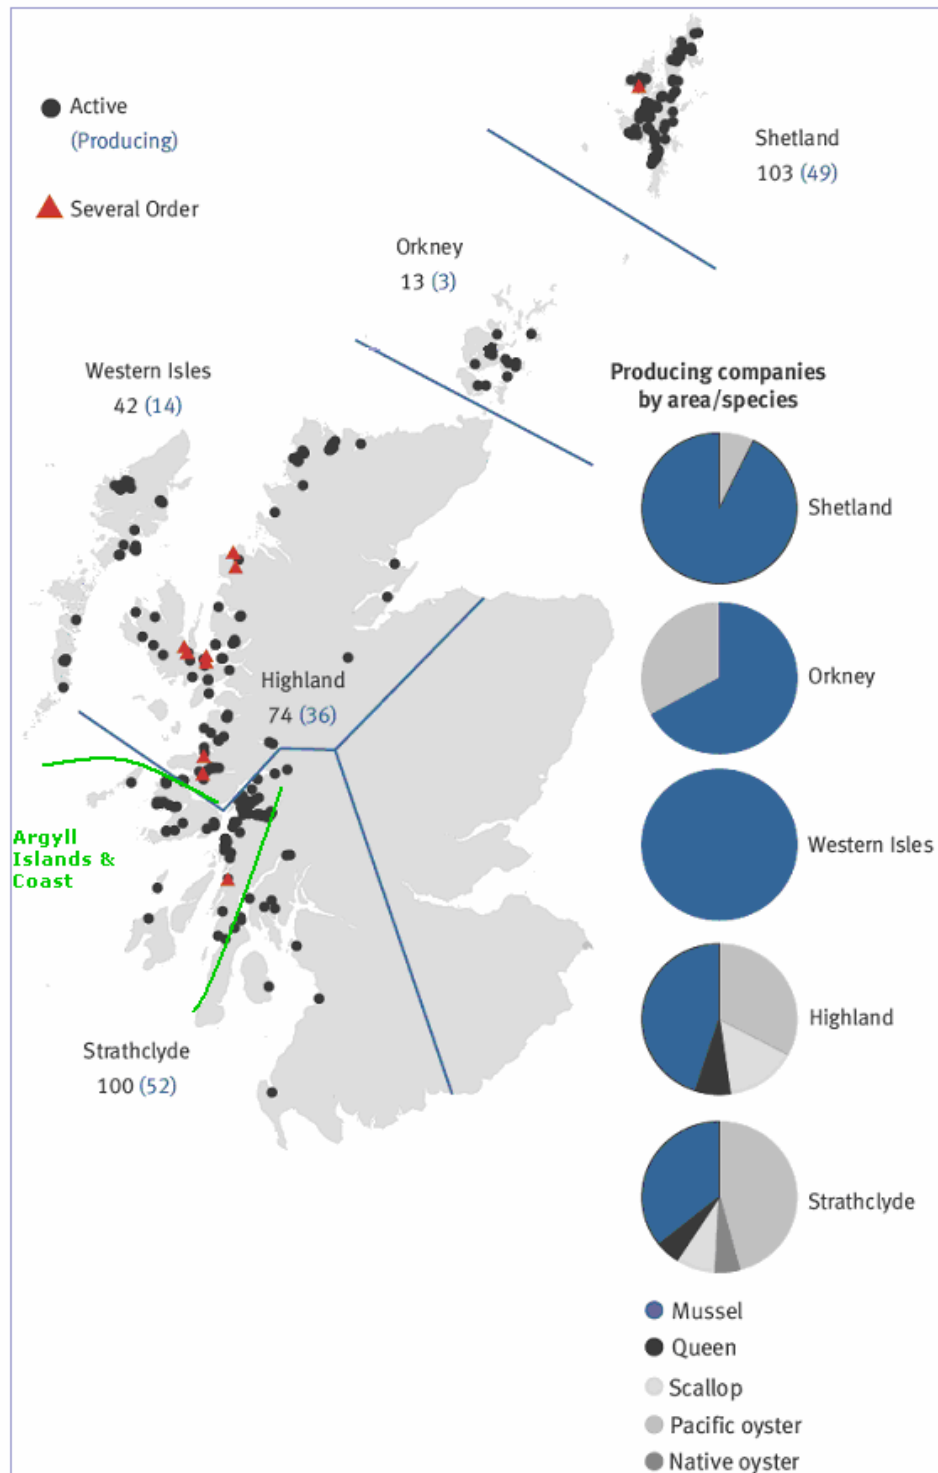 Active
(Producing)
Several Order
Shetland
103 (49)
Orkney
13 (3)
Western Isles
42 (14)
Highland
74 (36)
Argyll
Islands &
Coast
Strathclyde
100 (52)
Producing companies
by area/species
Shetland
Orkney
Western Isles
Highland
Strathclyde
Mussel
Queen
Scallop
Pacific oyster
Native oyster